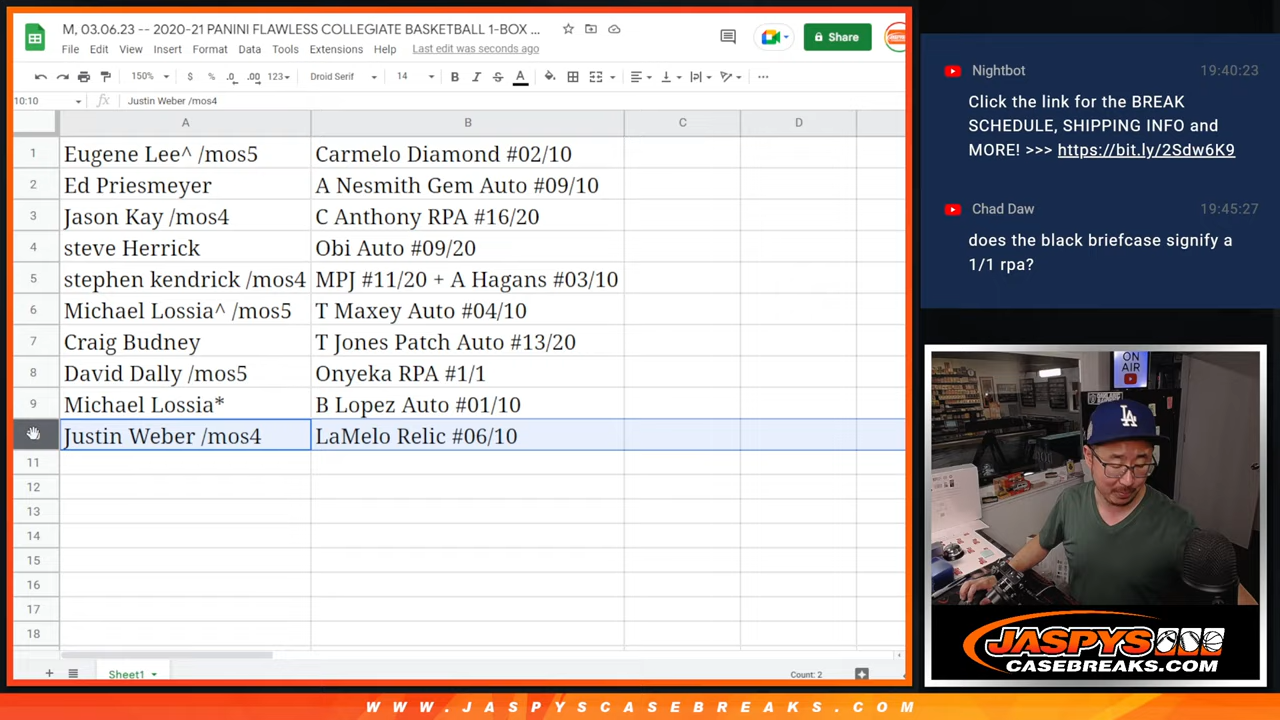 M, 03.06.23 -- 2020-21 PANINI FLAWLESS COLLEGIATE BASKETBALL 1-BOX ...
File Edit View Insert Format Data Tools Extensions Help Last edit was seconds ago
Share
150% $ % .0 .00 123 Droid Serif 14 B I S A
10:10 fx Justin Weber /mos4
A B C D
1 Eugene Lee^ /mos5 Carmelo Diamond #02/10
2 Ed Priesmeyer A Nesmith Gem Auto #09/10
3 Jason Kay /mos4 C Anthony RPA #16/20
4 steve Herrick Obi Auto #09/20
5 stephen kendrick /mos4 MPJ #11/20 + A Hagans #03/10
6 Michael Lossia^ /mos5 T Maxey Auto #04/10
7 Craig Budney T Jones Patch Auto #13/20
8 David Dally /mos5 Onyeka RPA #1/1
9 Michael Lossia* B Lopez Auto #01/10
Justin Weber /mos4 LaMelo Relic #06/10
11
12
13
14
15
16
17
18
Sheet1
Count: 2
Nightbot 19:40:23
Click the link for the BREAK
SCHEDULE, SHIPPING INFO and
MORE! >>> https://bit.ly/2Sdw6K9
Chad Daw 19:45:27
does the black briefcase signify a
1/1 rpa?
ON
AIR
LA
JASPYS
CASEBREAKS.COM
WWW.JASPYSCASEBREAKS.COM